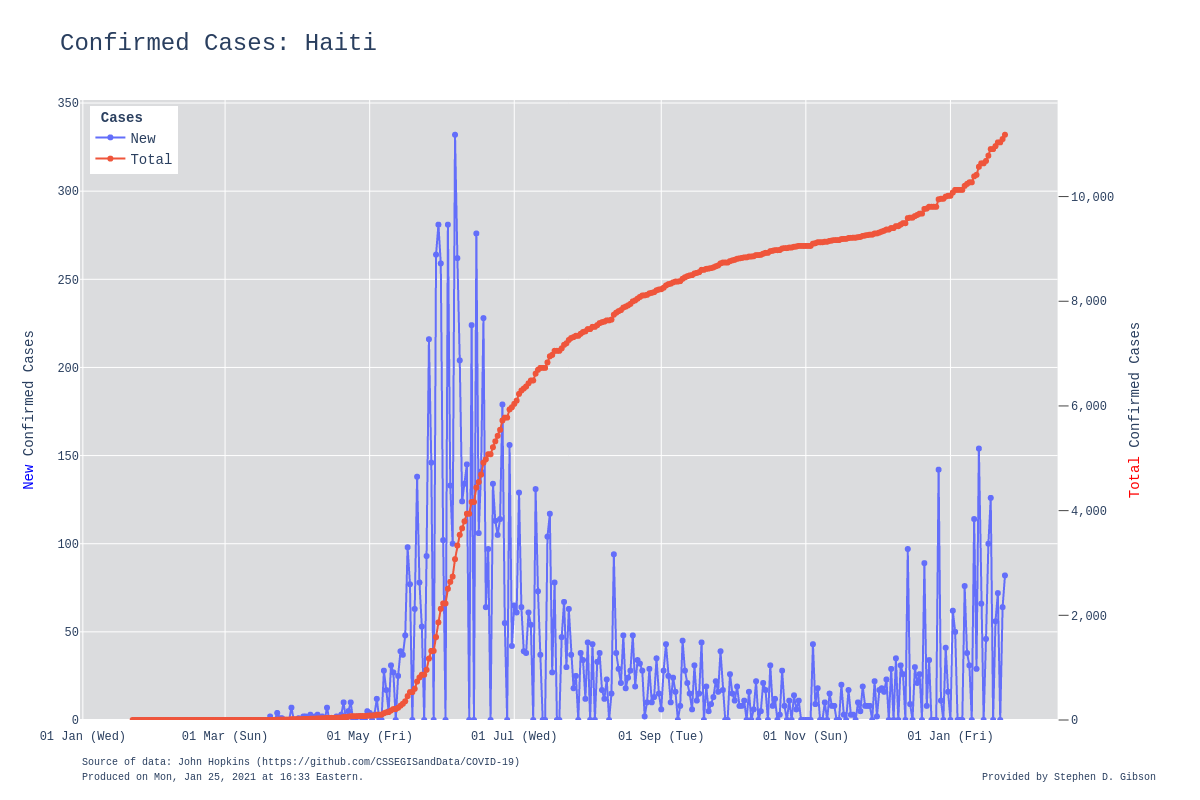 Confirmed Cases: Haiti
Cases
New
Total
350
300
250
200
150
100
50
0
New Confirmed Cases
10,000
8,000
6,000
4,000
2,000
0
Total Confirmed Cases
01 Jan (Wed) 01 Mar (Sun) 01 May (Fri) 01 Jul (Wed) 01 Sep (Tue) 01 Nov (Sun) 01 Jan (Fri)
Source of data: John Hopkins (https://github.com/CSSEGISandData/COVID-19)
Produced on Mon, Jan 25, 2021 at 16:33 Eastern.
Provided by Stephen D. Gibson